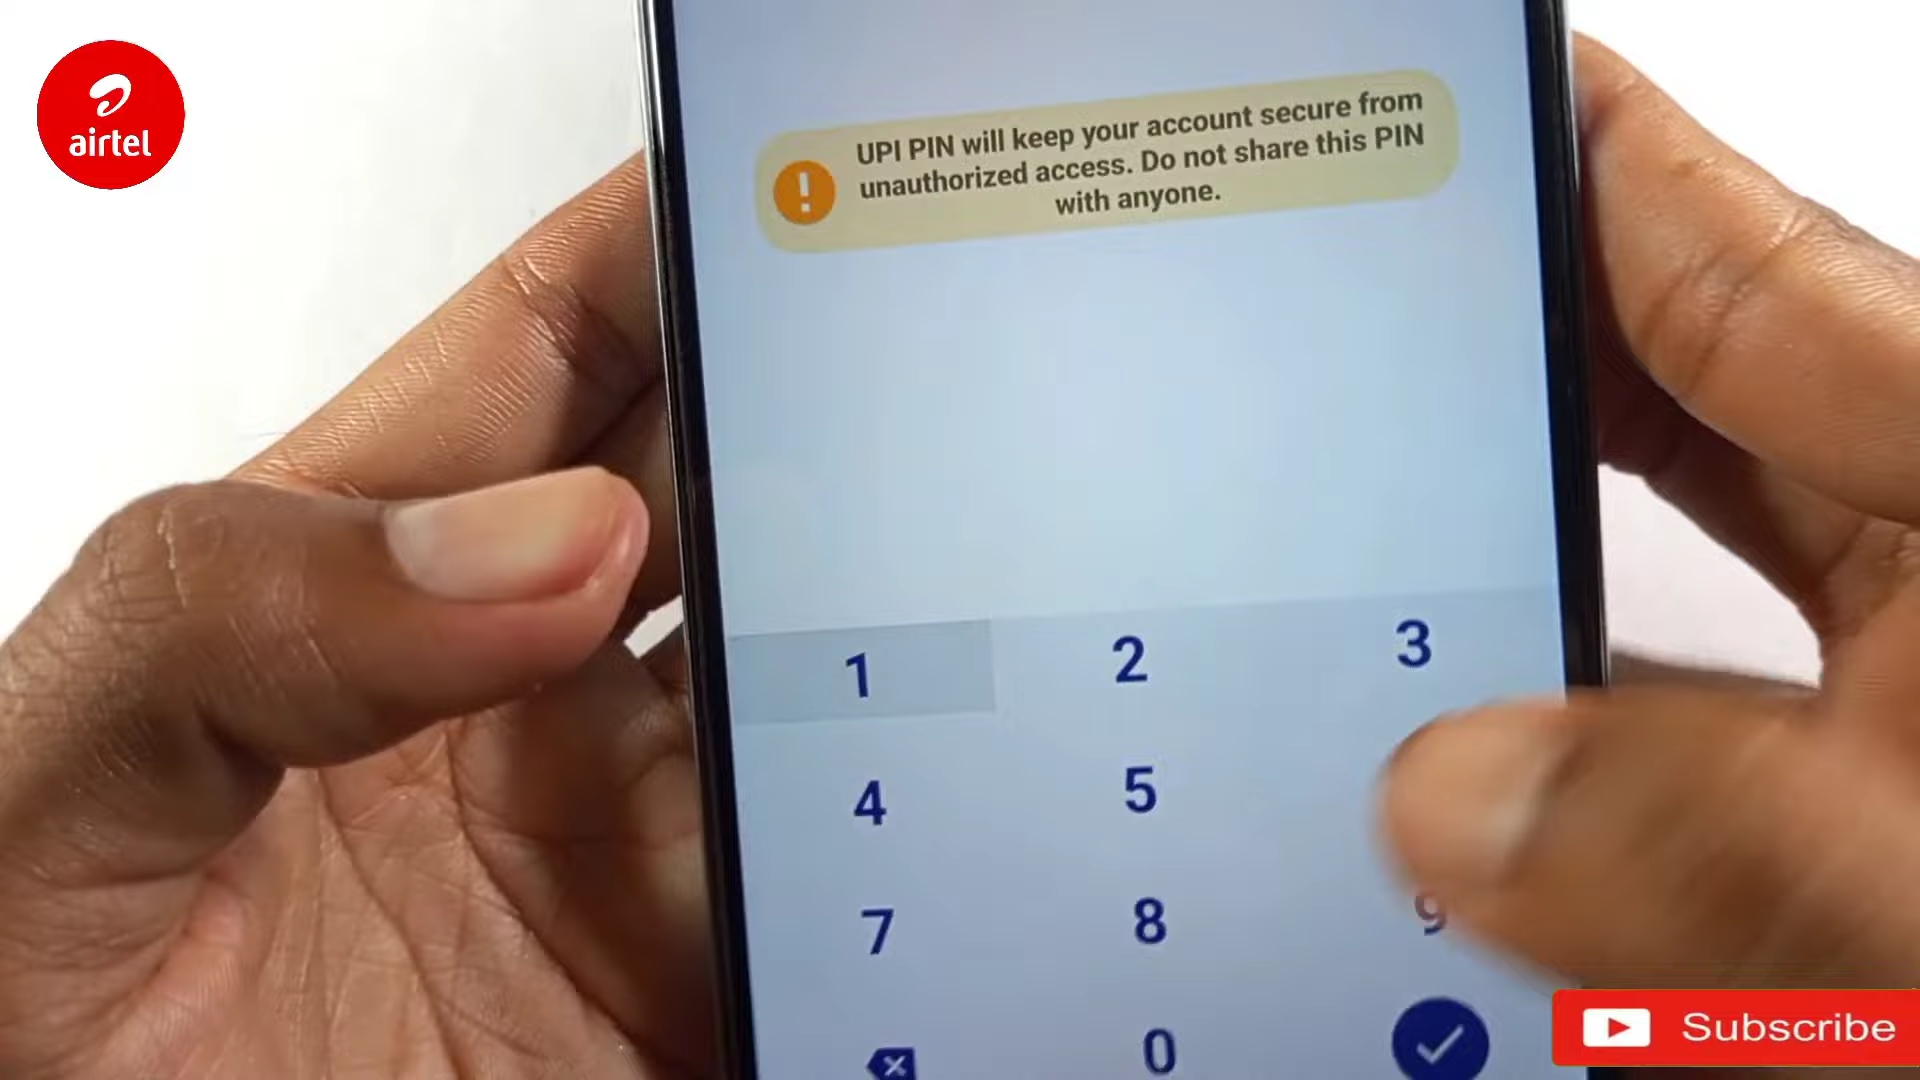 airtel
UPI PIN will keep your account secure from
unauthorized access. Do not share this PIN
with anyone.
1 2 3
4 5
7 8 9
0
Subscribe